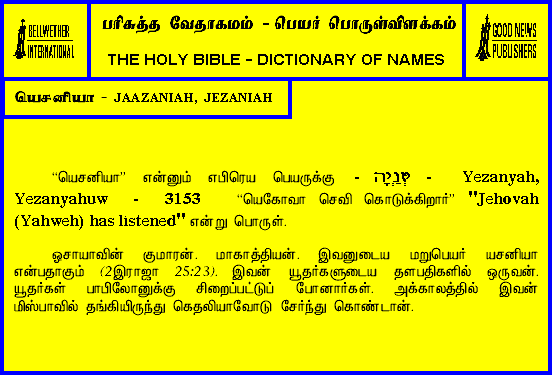 BELLWETHER
INTERNATIONAL
பரிசுத்த வேதாகமம் - பெயர் பொருள்விளக்கம்
THE HOLY BIBLE - DICTIONARY OF NAMES
GOOD NEWS
PUBLISHERS
யெசனியா - JAAZANIAH, JEZANIAH
“யெசனியா” என்னும் எபிரெய பெயருக்கு - - Yezanyah,
Yezanyahuw - 3153 “யெகோவா செவி கொடுக்கிறார்” "Jehovah
(Yahweh) has listened" என்று பொருள்.
ஓசாயாவின் குமாரன். மாகாத்தியன். இவனுடைய மறுபெயர் யசனியா
என்பதாகும் (2இராஜா 25:23). இவன் யூதர்களுடைய தளபதிகளில் ஒருவன்.
யூதர்கள் பாபிலோனுக்கு சிறைப்பட்டுப் போனார்கள். அக்காலத்தில் இவன்
மிஸ்பாவில் தங்கியிருந்து கெதலியாவோடு சேர்ந்து கொண்டான்.